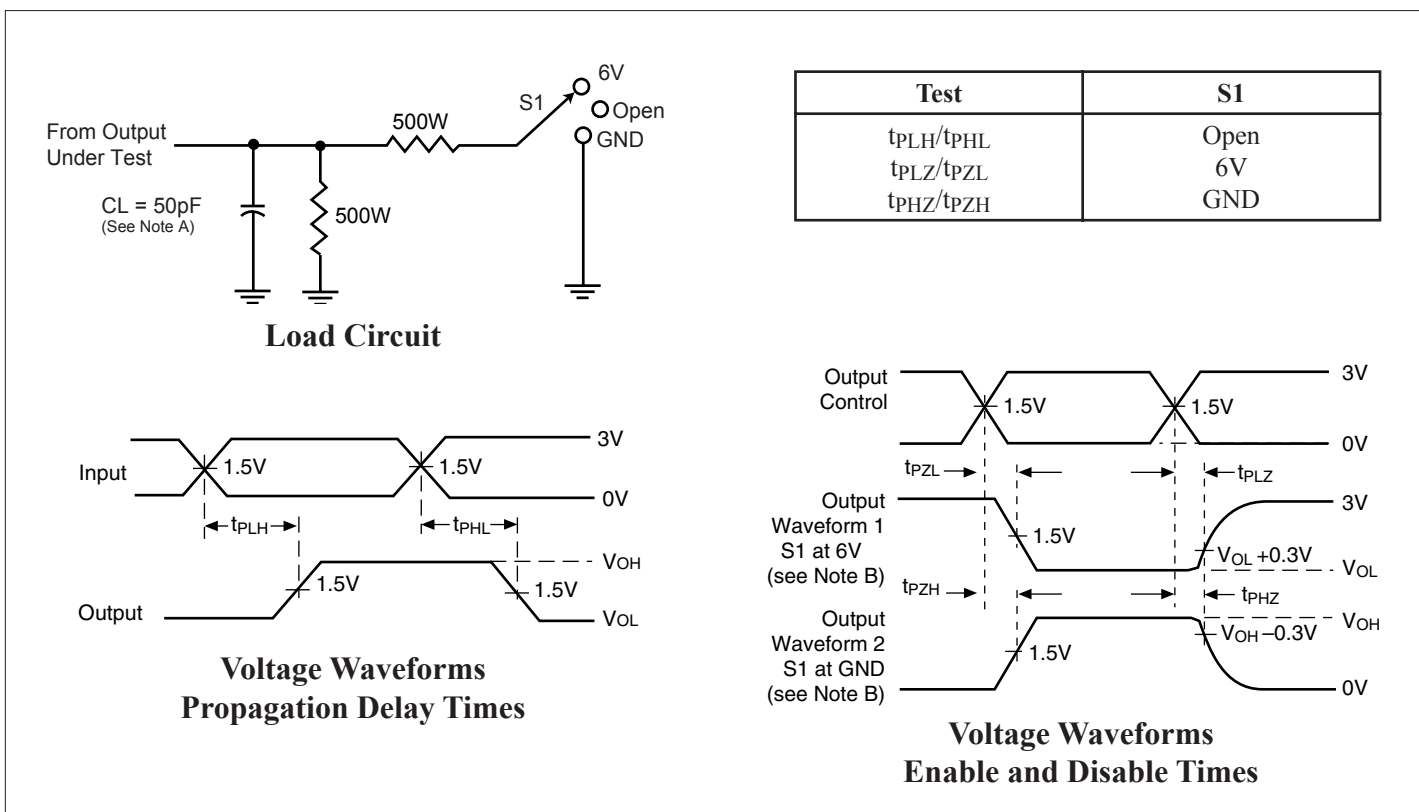 6V
S1
Open
GND
500W
From Output
Under Test
CL = 50pF
(See Note A)
500W
Load Circuit
Test S1
tPLH/tPHL Open
tPLZ/tPZL 6V
tPHZ/tPZH GND
Input
1.5V
1.5V
3V
0V
tPLH
tPHL
VOH
1.5V
1.5V
Output
VOL
Voltage Waveforms
Propagation Delay Times
Output
Control
1.5V
1.5V
3V
0V
tPZL
tPLZ
Output
Waveform 1
S1 at 6V
(see Note B)
1.5V
3V
VOL +0.3V
VOL
tPZH
tPHZ
Output
Waveform 2
S1 at GND
(see Note B)
1.5V
VOH
VOH –0.3V
0V
Voltage Waveforms
Enable and Disable Times